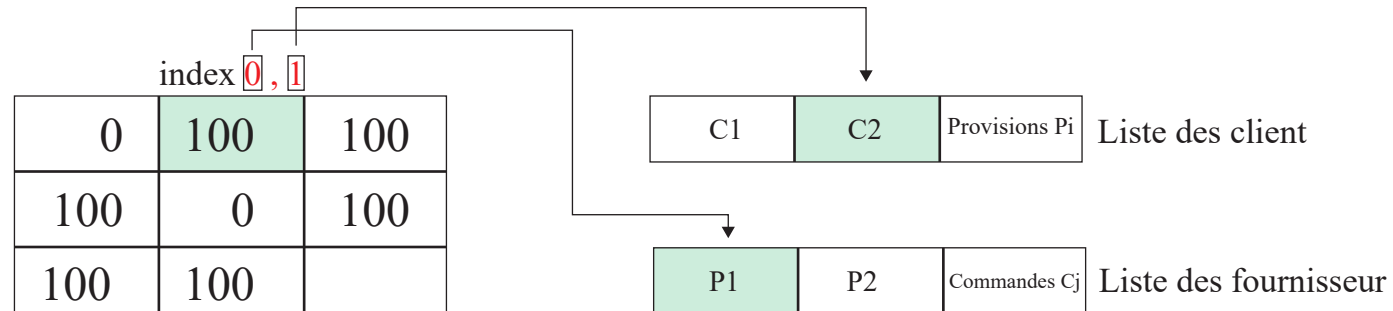 index 0 , 1
0 100 100
100 0 100
100 100
C1 C2 Provisions Pi Liste des client
P1 P2 Commandes Cj Liste des fournisseur